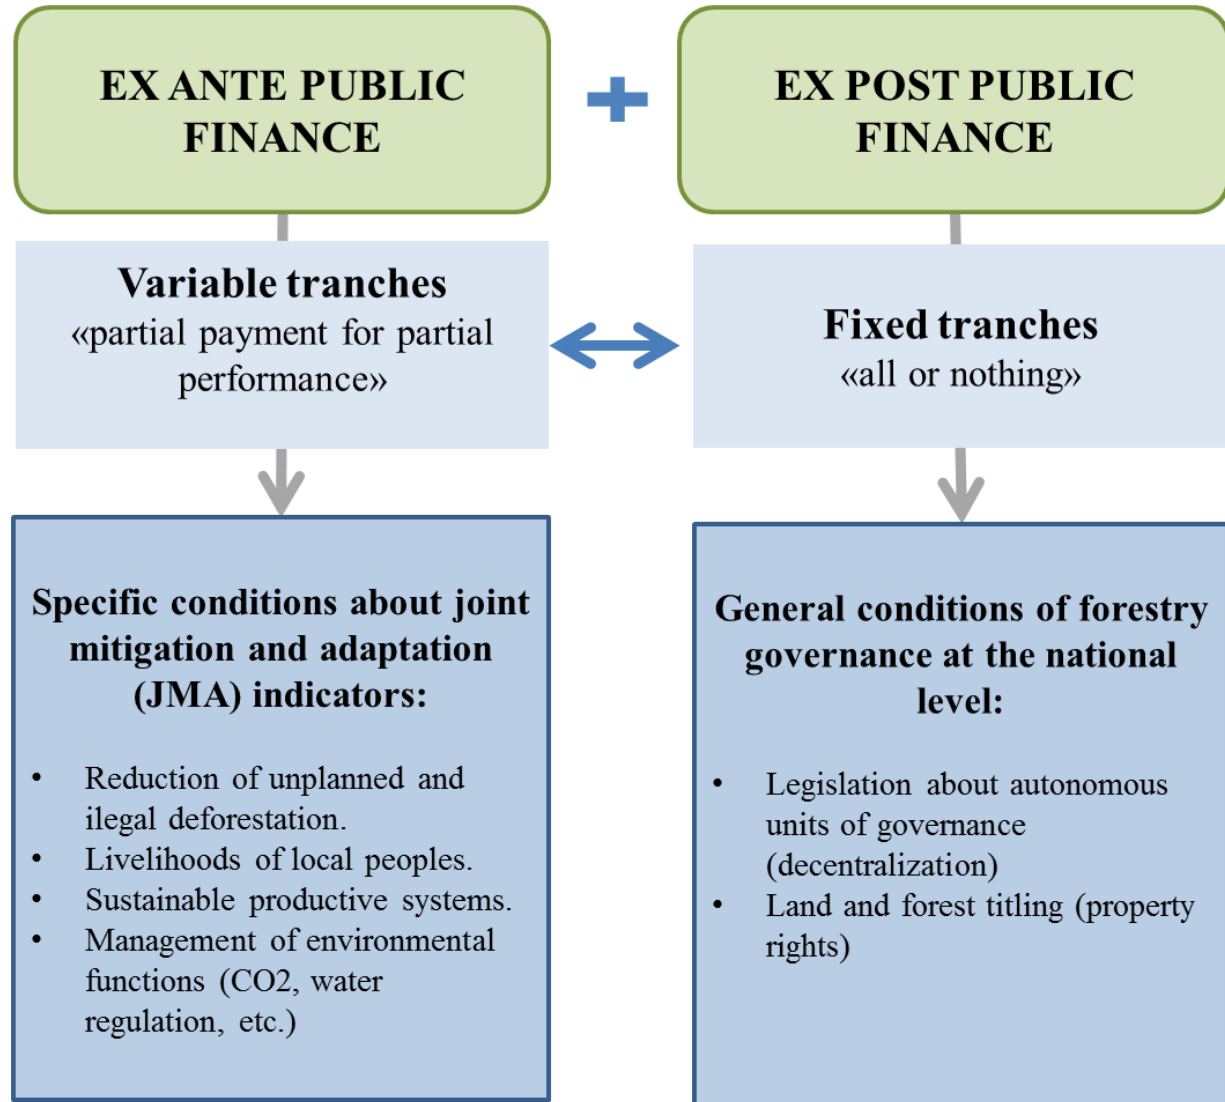 EX ANTE PUBLIC
FINANCE
EX POST PUBLIC
FINANCE
Variable tranches
«partial payment for partial
performance»
Fixed tranches
«all or nothing»
Specific conditions about joint
mitigation and adaptation
(JMA) indicators:
• Reduction of unplanned and
ilegal deforestation.
• Livelihoods of local peoples.
• Sustainable productive systems.
• Management of environmental
functions (CO2, water
regulation, etc.)
General conditions of forestry
governance at the national
level:
• Legislation about autonomous
units of governance
(decentralization)
• Land and forest titling (property
rights)